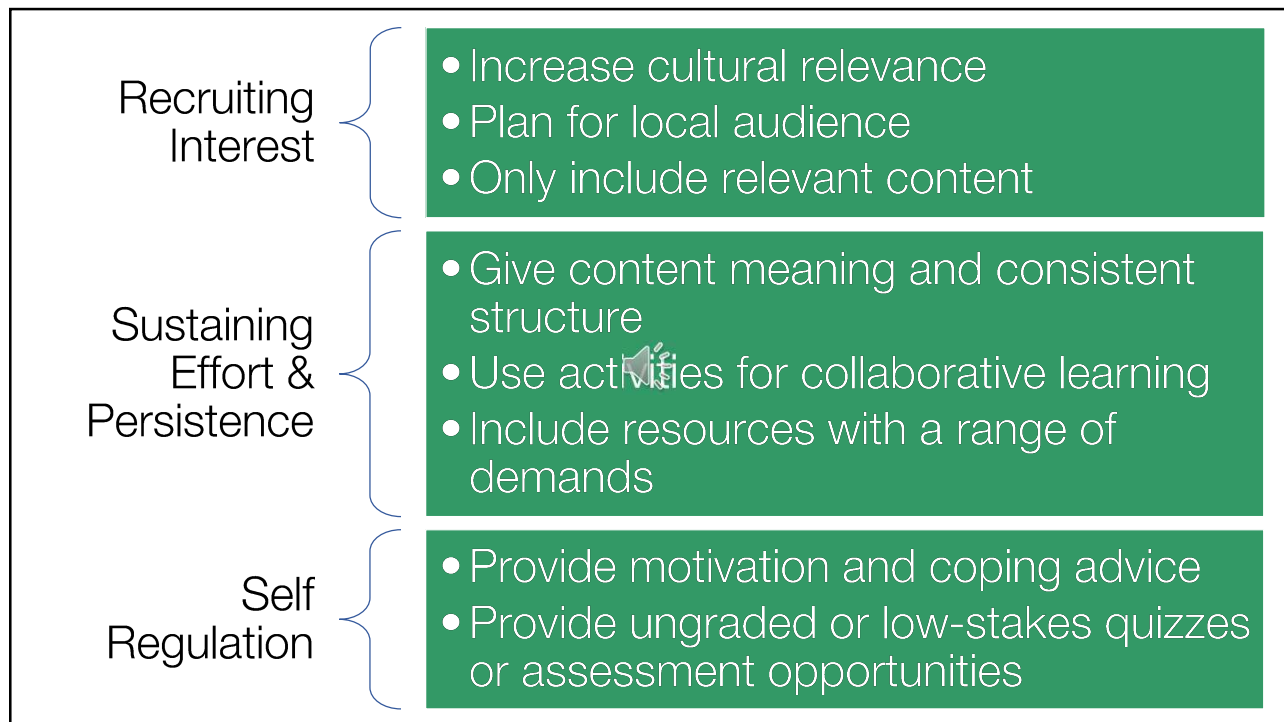 Recruiting
Interest
• Increase cultural relevance
• Plan for local audience
• Only include relevant content
Sustaining
Effort &
Persistence
• Give content meaning and consistent
structure
• Use activities for collaborative learning
• Include resources with a range of
demands
Self
Regulation
• Provide motivation and coping advice
• Provide ungraded or low-stakes quizzes
or assessment opportunities